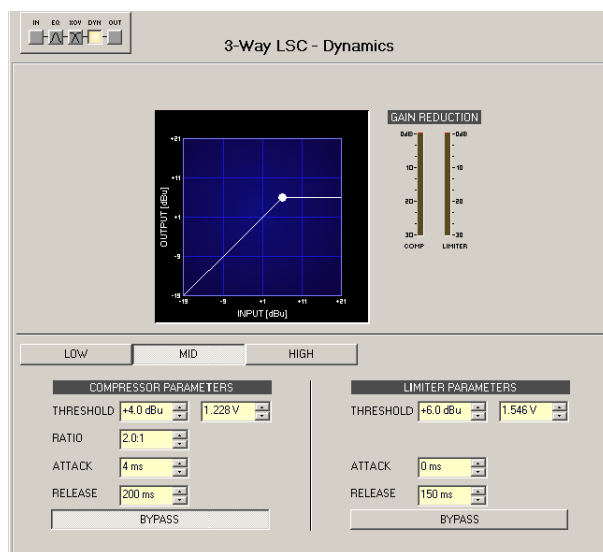 IN EQ XOV DYN OUT
3-Way LSC - Dynamics
GAIN REDUCTION
+21
+11
+1
-9
-19
OUTPUT [dBu]
-19 -9 +1 +11 +21
INPUT [dBu]
0dB -0dB
10- -10
20- -20
30- -30
COMP LIMITER
LOW MID HIGH
COMPRESSOR PARAMETERS
THRESHOLD +4.0 dBu 1.228 V
RATIO 2.0:1
ATTACK 4 ms
RELEASE 200 ms
BYPASS
LIMITER PARAMETERS
THRESHOLD +6.0 dBu 1.546 V
ATTACK 0 ms
RELEASE 150 ms
BYPASS